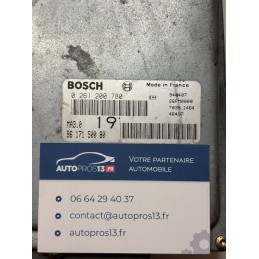 BOSCH
Made in France
0 261 200 780
MA3.0
19
96 171 500 80
AUTOPROS13.FR
VOTRE PARTENAIRE
AUTOMOBILE
06 64 29 40 37
contact@autopros13.fr
autopros13.fr